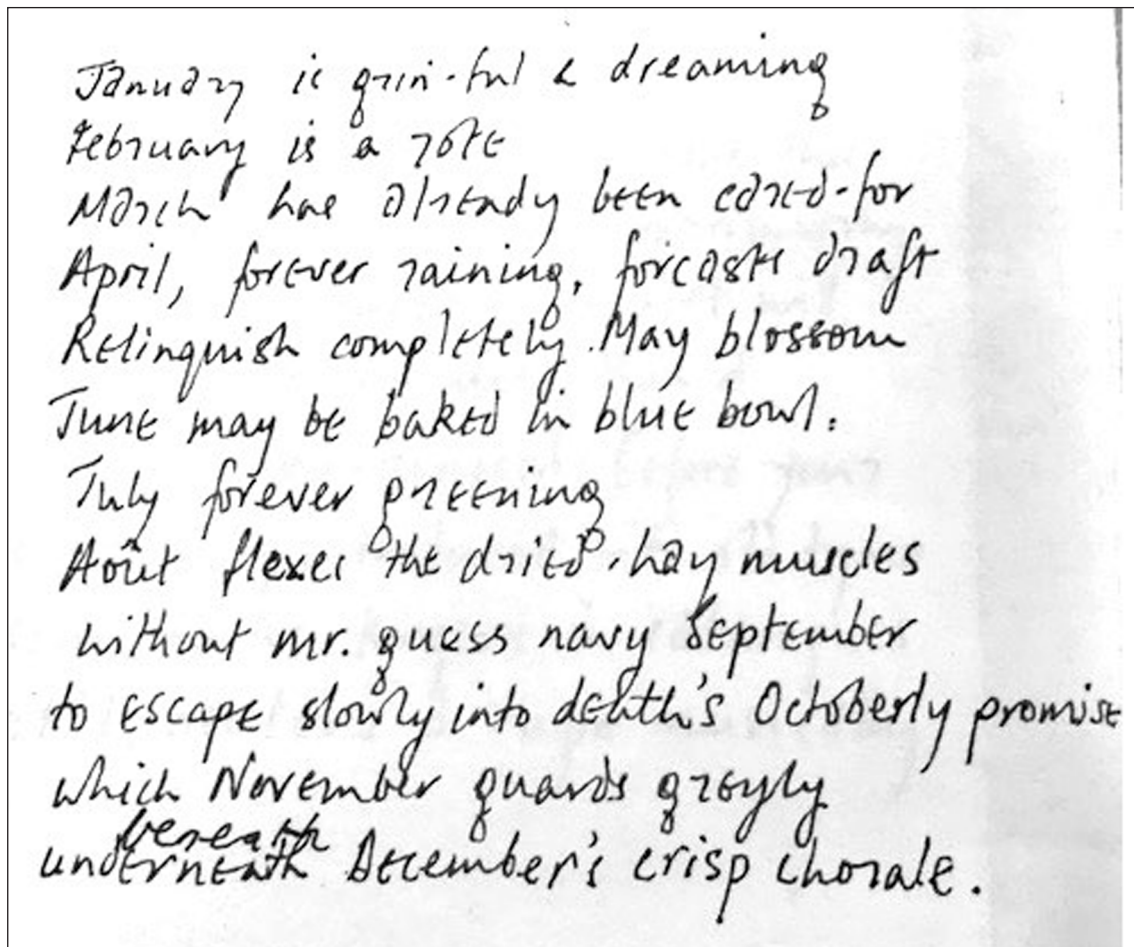 January is grin-ful & dreaming
February is a rote
March has already been cared-for
April, forever raining, forcasts draft
Relinquish completely. May blossom
June may be baked in blue bowl.
July forever greening
Août flexes the dried-hay muscles
without mr. guess navy September
to escape slowly into death's Octoberly promise
which November guards greyly
beneath
underneath December's crisp chorale.